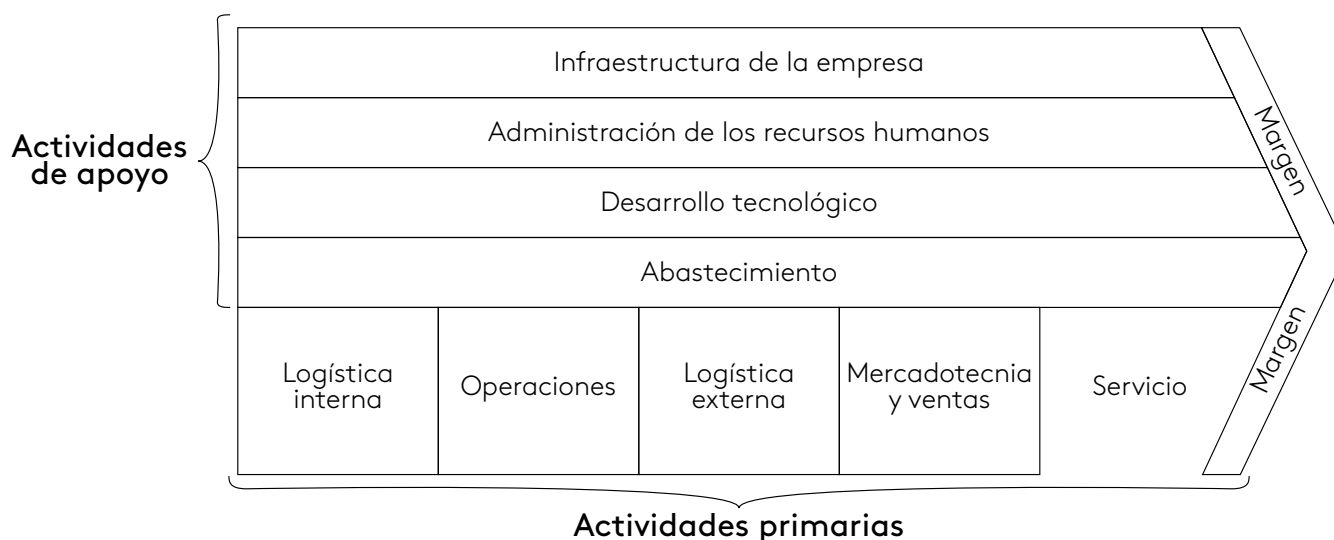 Infraestructura de la empresa
Administración de los recursos humanos
Desarrollo tecnológico
Abastecimiento
Actividades
de apoyo
Margen
Margen
Logística
interna
Operaciones
Logística
externa
Mercadotecnia
y ventas
Servicio
Actividades primarias